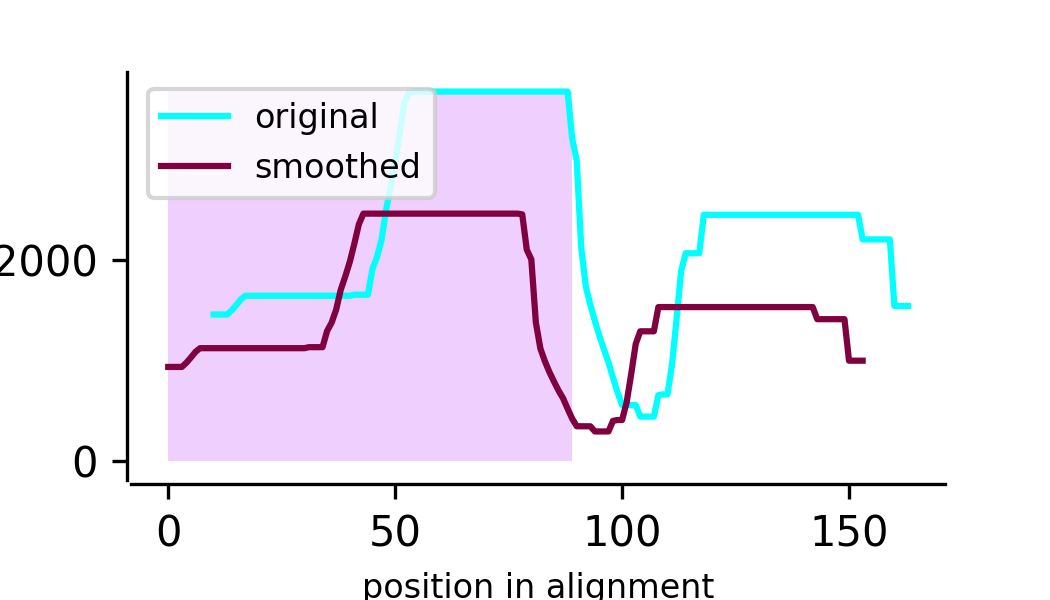 original
smoothed
2000
0
0 50 100 150
position in alignment